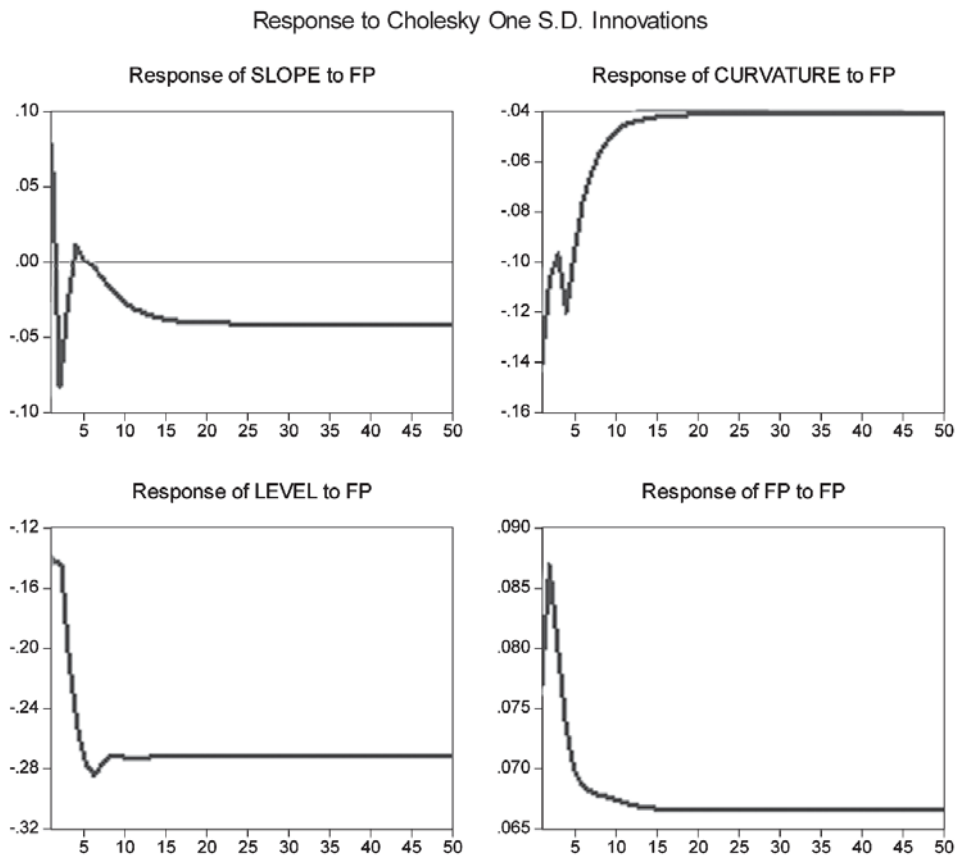 Response to Cholesky One S.D. Innovations
Response of SLOPE to FP
.10
.05
.00
-.05
-.10
5 10 15 20 25 30 35 40 45 50
Response of CURVATURE to FP
-.04
-.06
-.08
-.10
-.12
-.14
-.16
5 10 15 20 25 30 35 40 45 50
Response of LEVEL to FP
-.12
-.16
-.20
-.24
-.28
-.32
5 10 15 20 25 30 35 40 45 50
Response of FP to FP
.090
.085
.080
.075
.070
.065
5 10 15 20 25 30 35 40 45 50